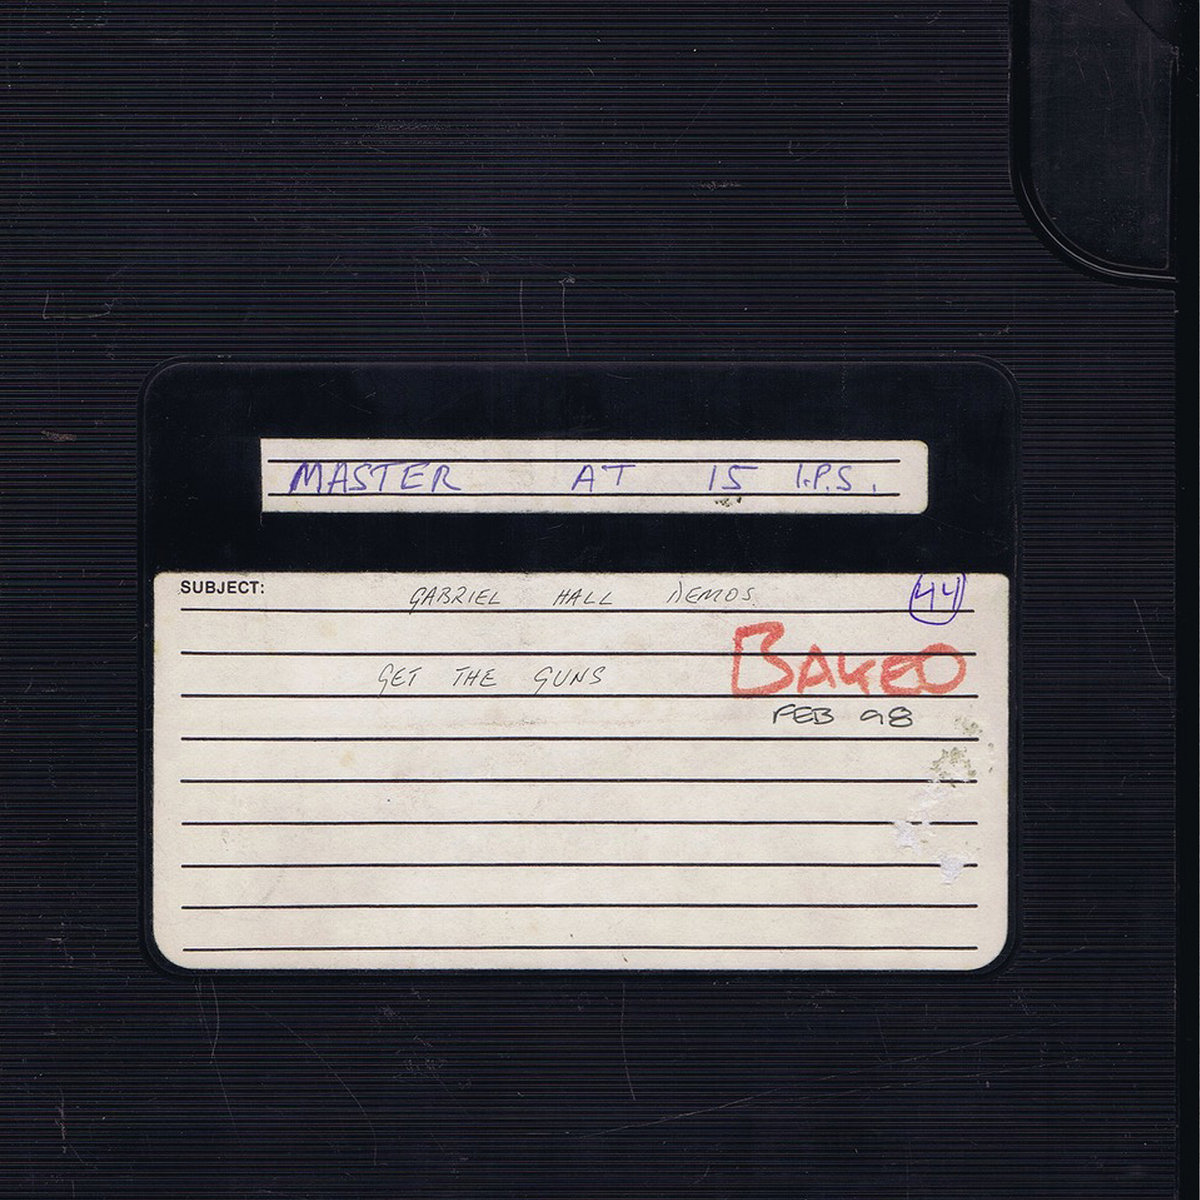 MASTER AT 15 I.P.S.
SUBJECT: GABRIEL HALL DEMOS 44
GET THE GUNS BAKED
FEB 98